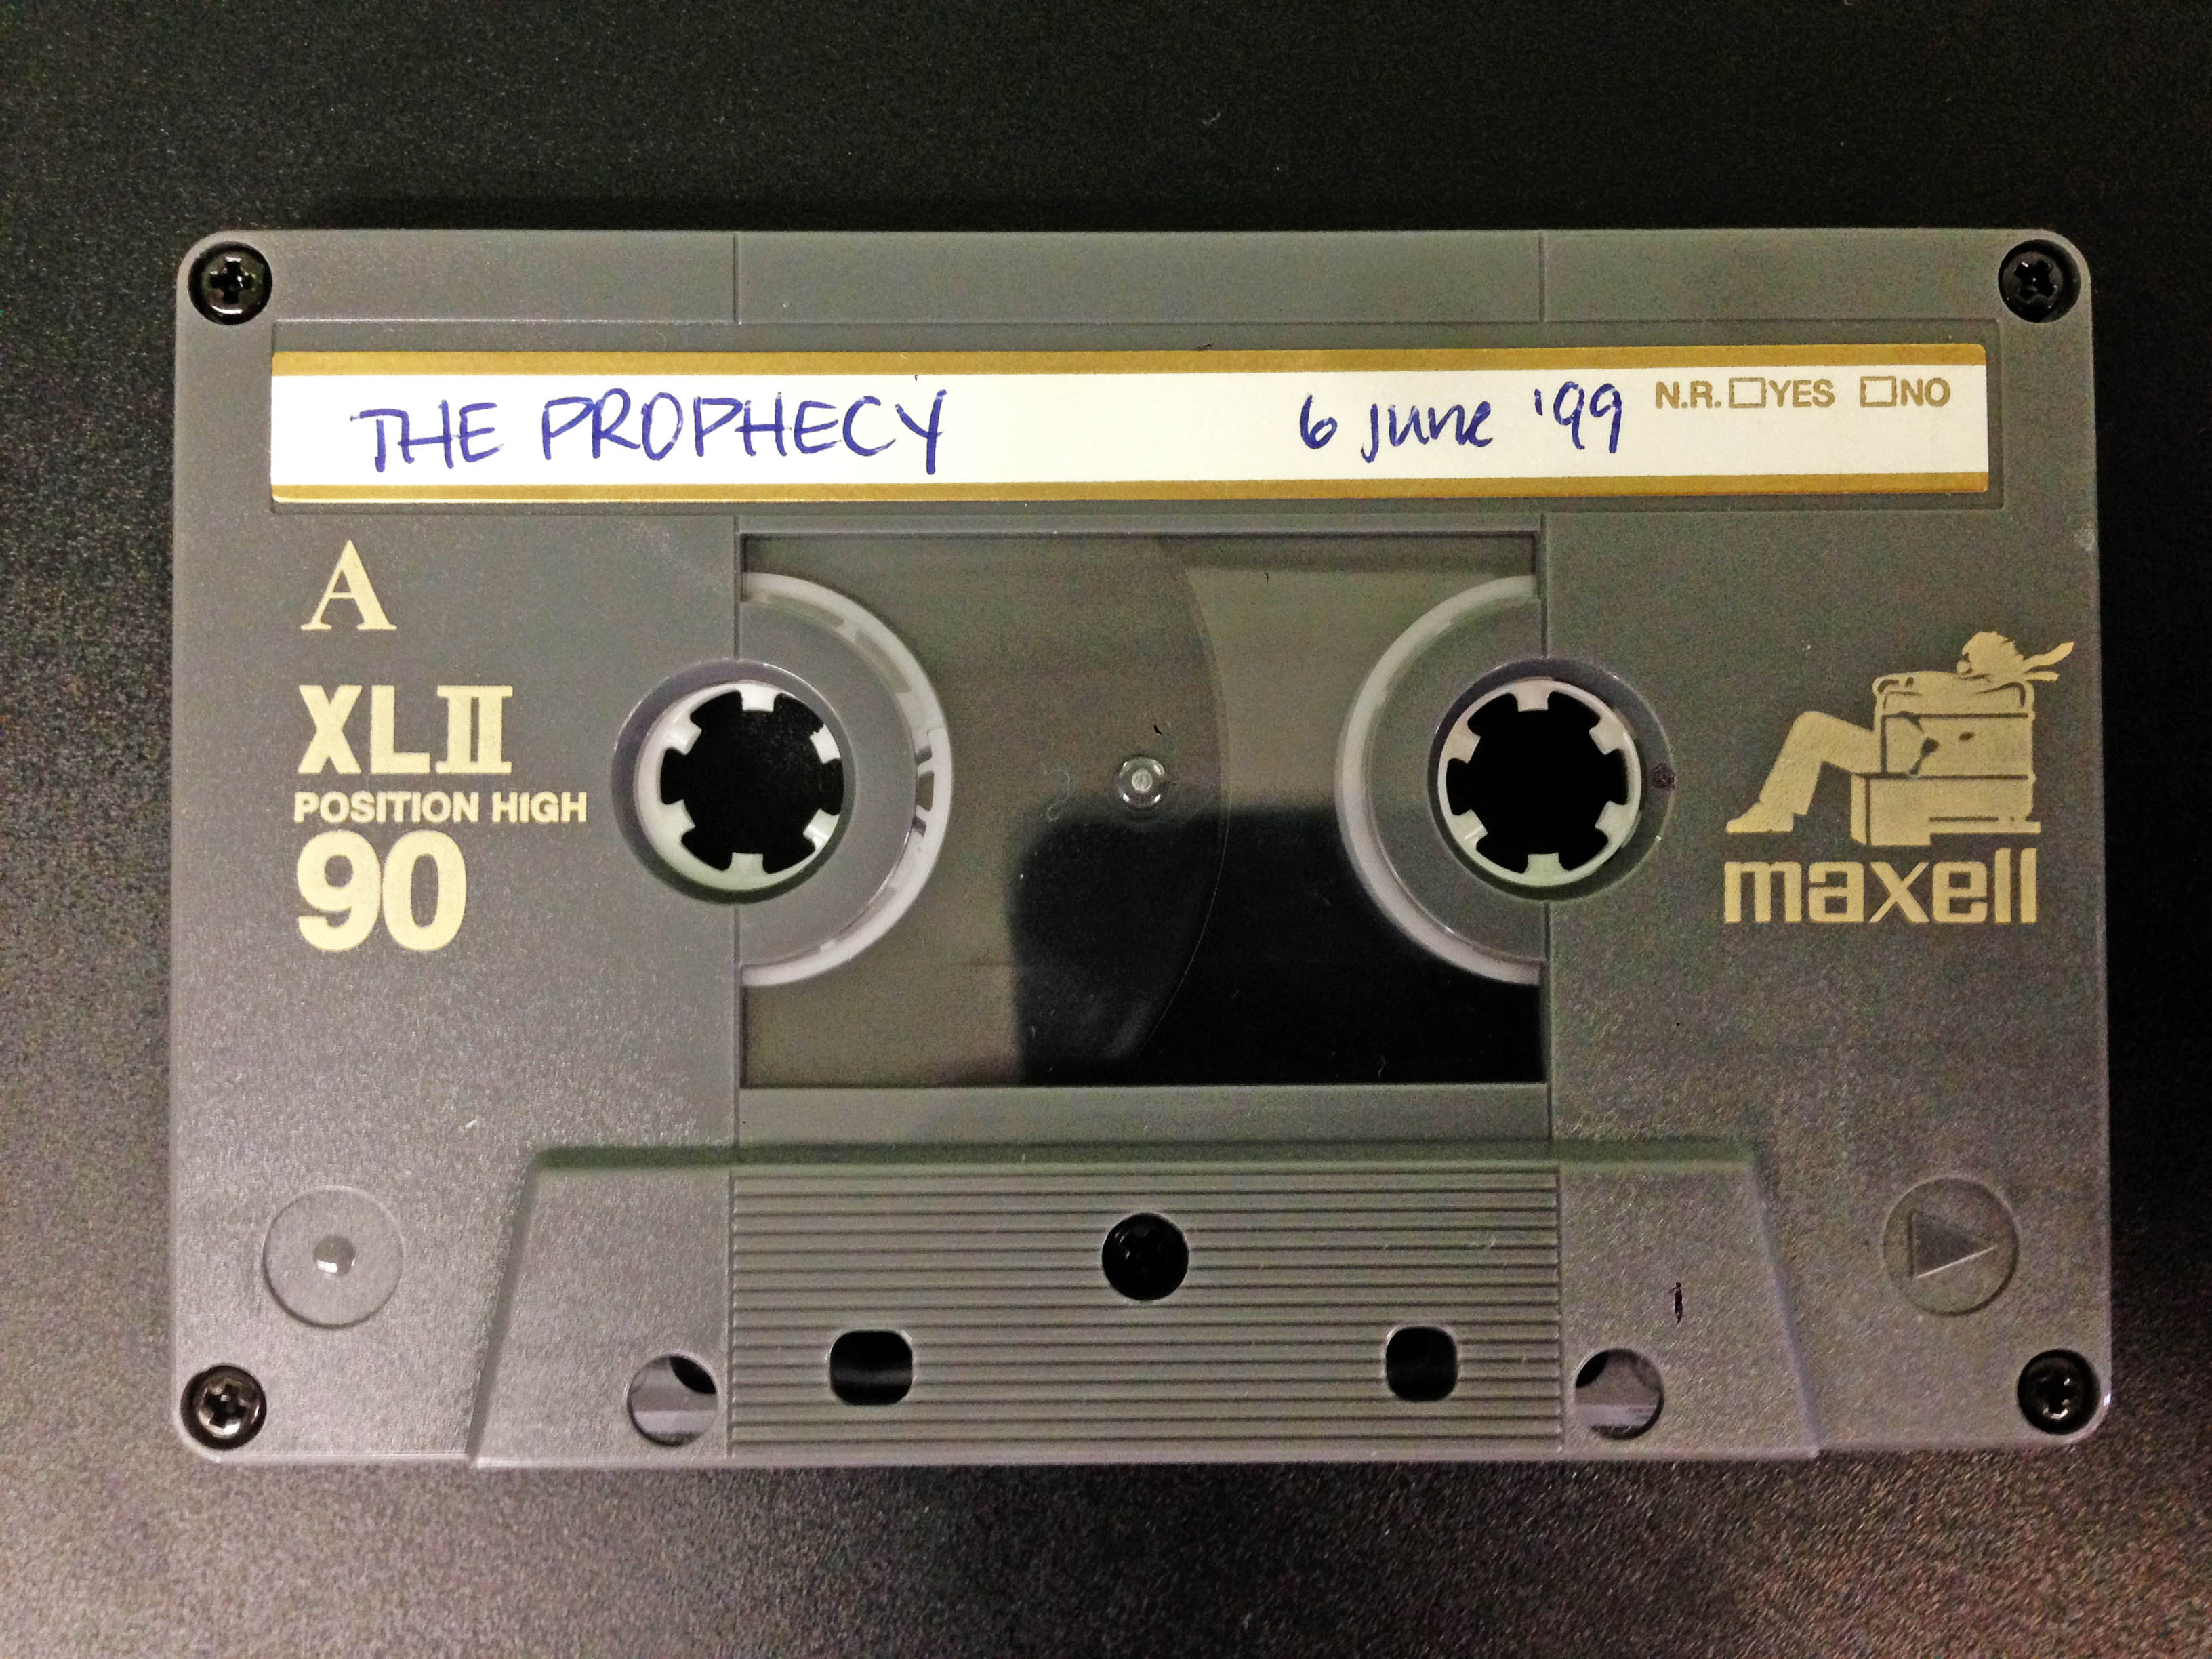 THE PROPHECY 6 june '99 N.R. YES NO
A
XLII
POSITION HIGH
90
maxell